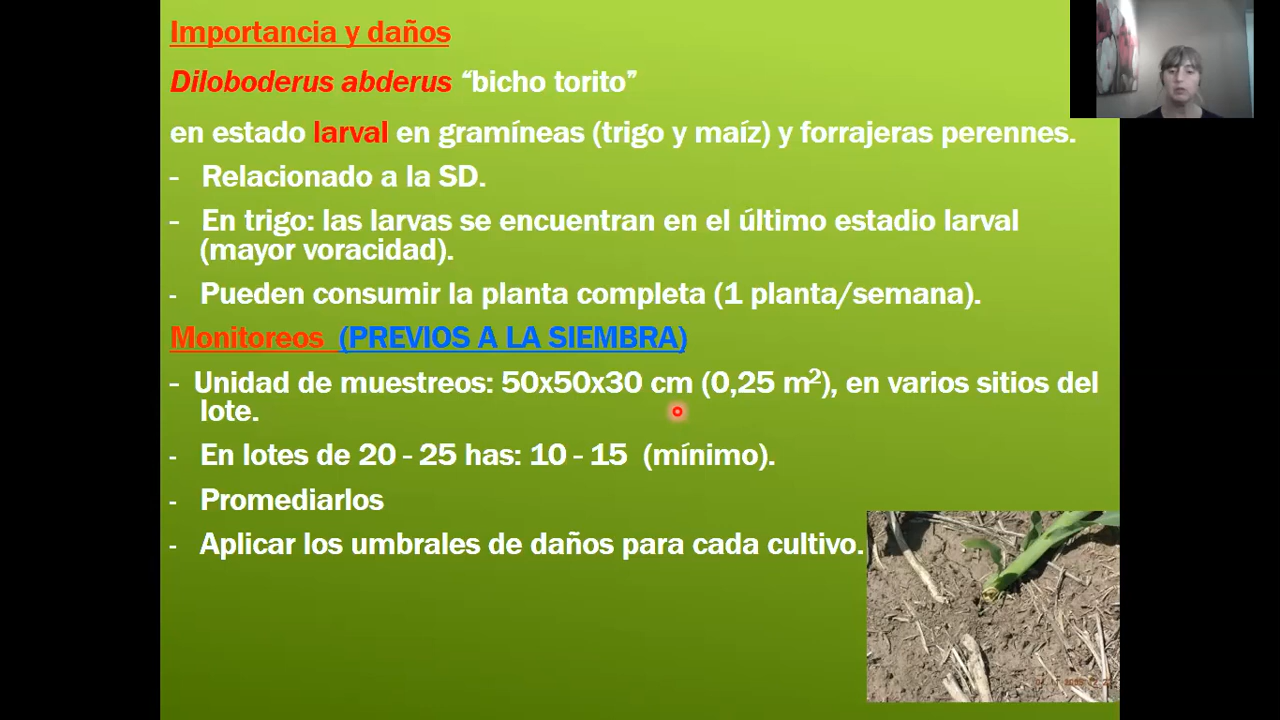 Importancia y daños
Diloboderus abderus “bicho torito”
en estado larval en gramíneas (trigo y maíz) y forrajeras perennes.
- Relacionado a la SD.
- En trigo: las larvas se encuentran en el último estadio larval
(mayor voracidad).
- Pueden consumir la planta completa (1 planta/semana).
Monitoreos (PREVIOS A LA SIEMBRA)
- Unidad de muestreos: 50x50x30 cm (0,25 m²), en varios sitios del
lote.
- En lotes de 20 - 25 has: 10 - 15 (mínimo).
- Promediarlos
- Aplicar los umbrales de daños para cada cultivo.